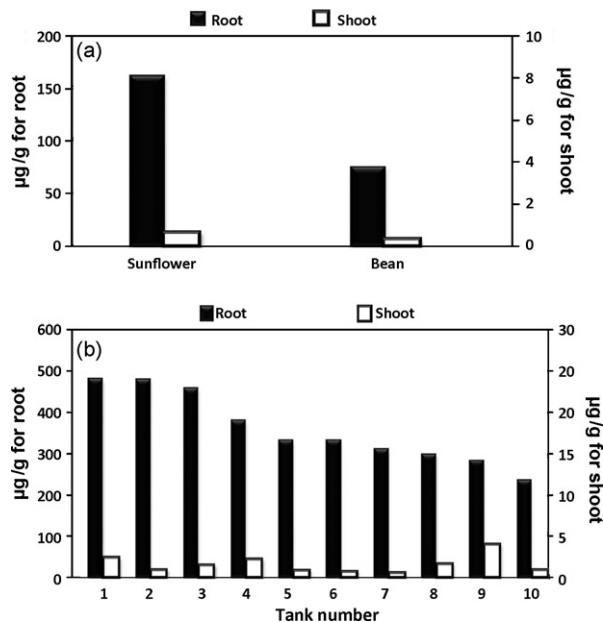 Root Shoot
(a)
µg/g for root
200
150
100
50
0
10
8
6
4
2
0
µg/g for shoot
Sunflower Bean
Root Shoot
(b)
µg/g for root
600
500
400
300
200
100
0
30
20
20
15
10
5
0
µg/g for shoot
1 2 3 4 5 6 7 8 9 10
Tank number